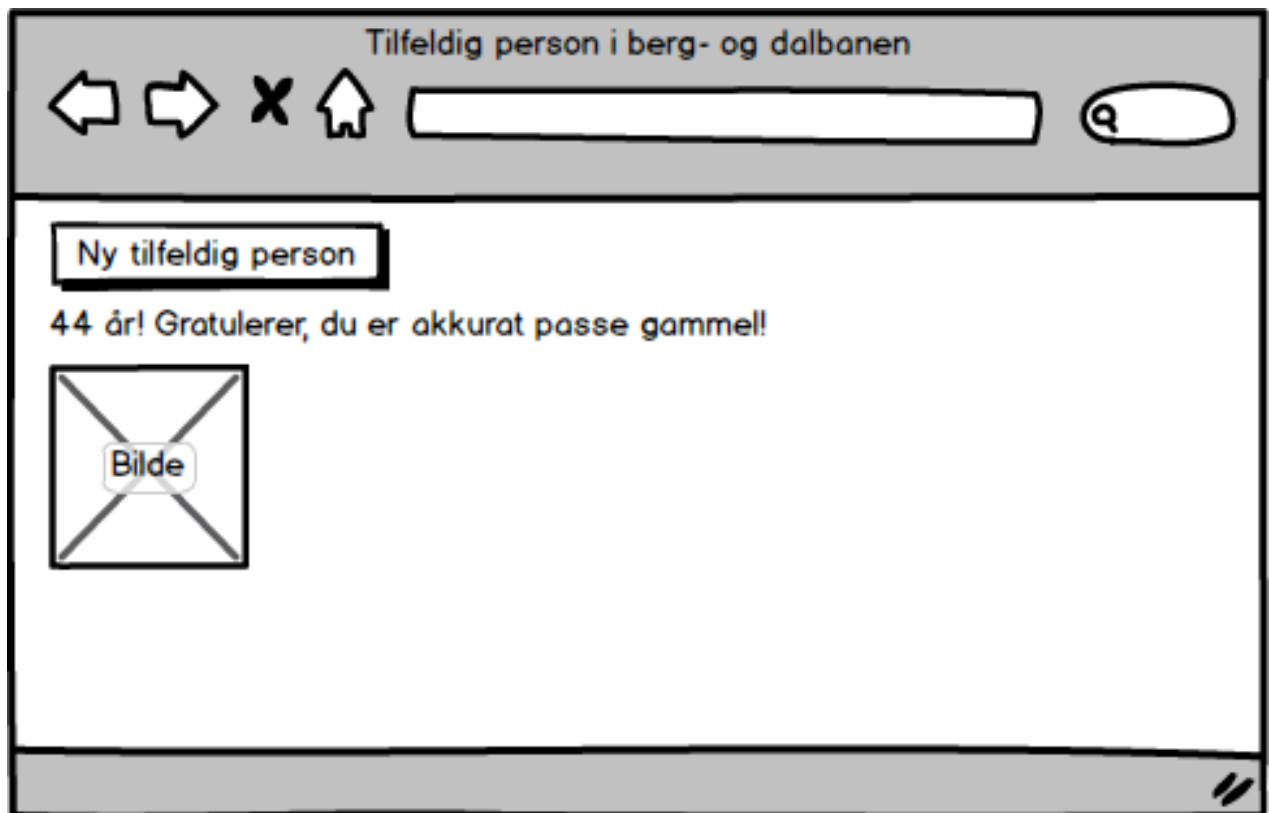 Tilfeldig person i berg- og dalbanen
Ny tilfeldig person
44 år! Gratulerer, du er akkurat passe gammel!
Bilde